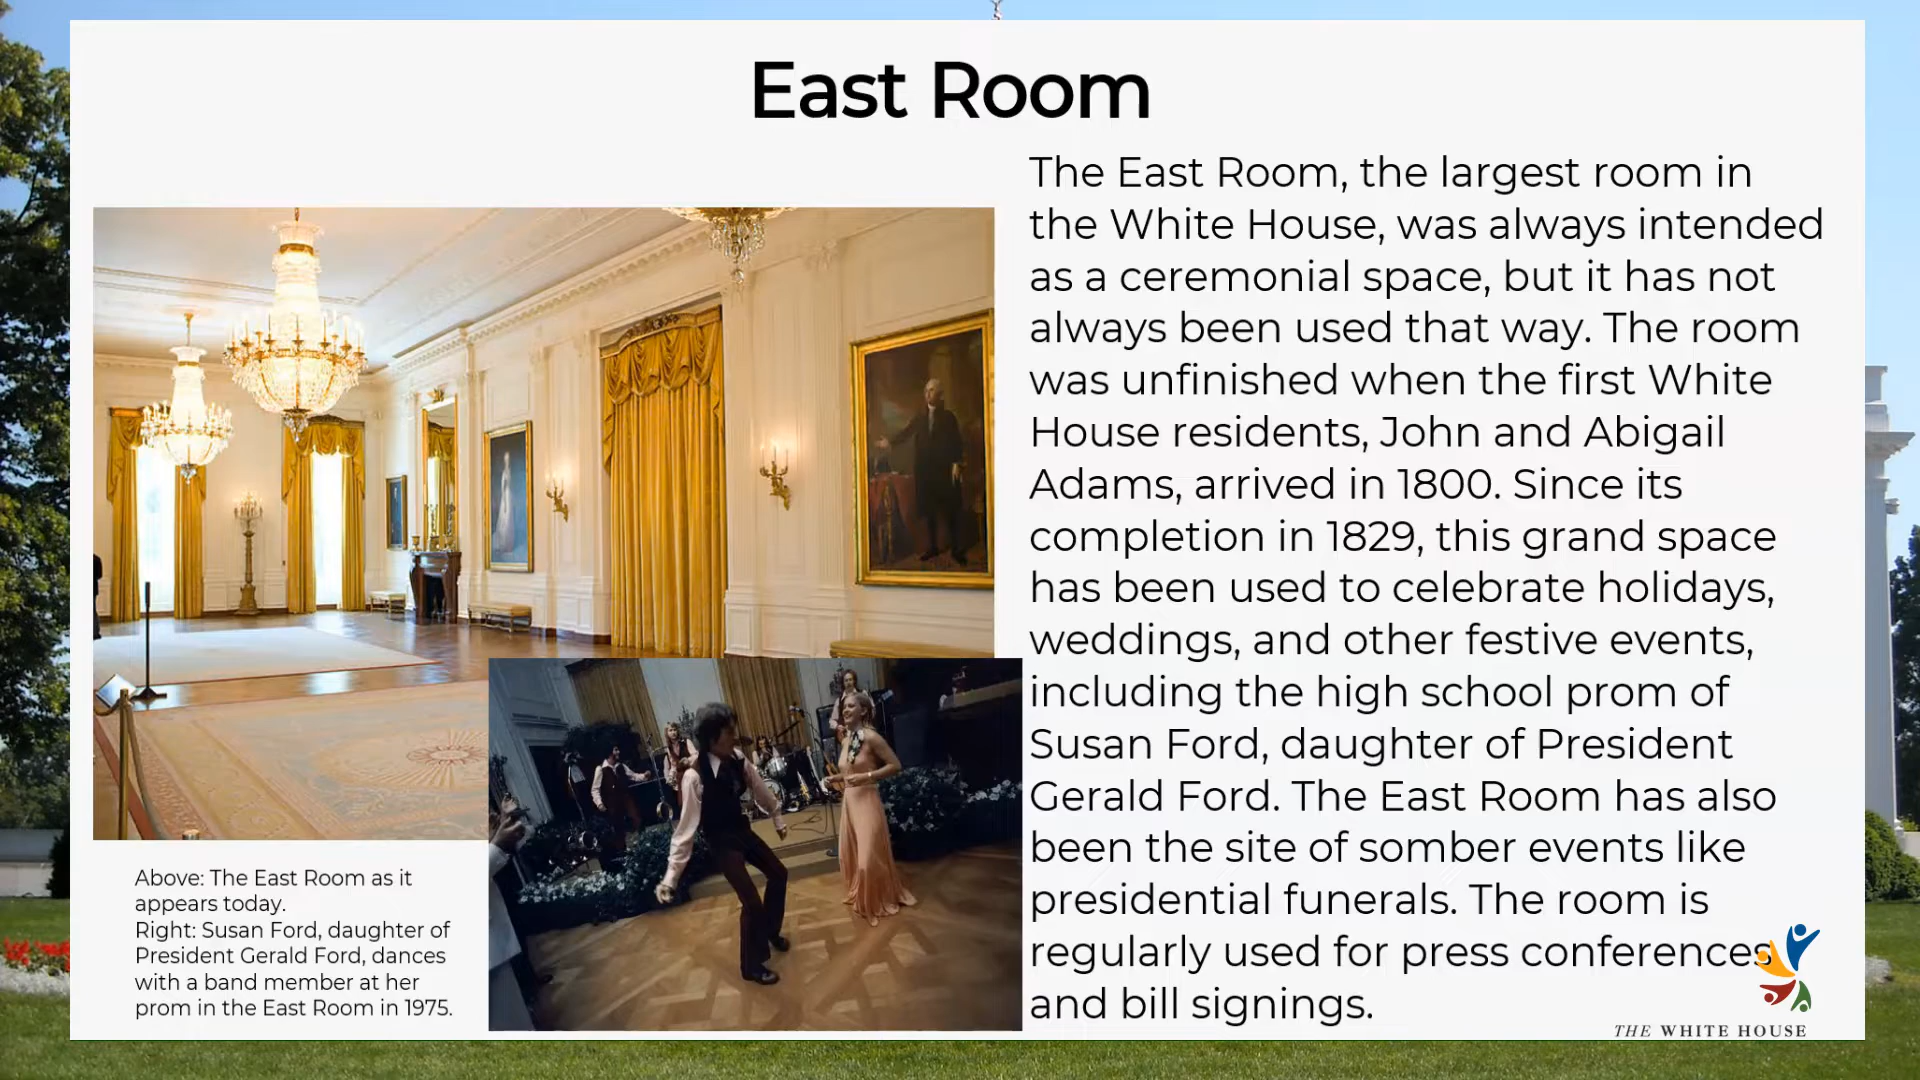 East Room
The East Room, the largest room in
the White House, was always intended
as a ceremonial space, but it has not
always been used that way. The room
was unfinished when the first White
House residents, John and Abigail
Adams, arrived in 1800. Since its
completion in 1829, this grand space
has been used to celebrate holidays,
weddings, and other festive events,
including the high school prom of
Susan Ford, daughter of President
Gerald Ford. The East Room has also
been the site of somber events like
presidential funerals. The room is
regularly used for press conferences
and bill signings.
Above: The East Room as it
appears today.
Right: Susan Ford, daughter of
President Gerald Ford, dances
with a band member at her
prom in the East Room in 1975.
THE WHITE HOUSE